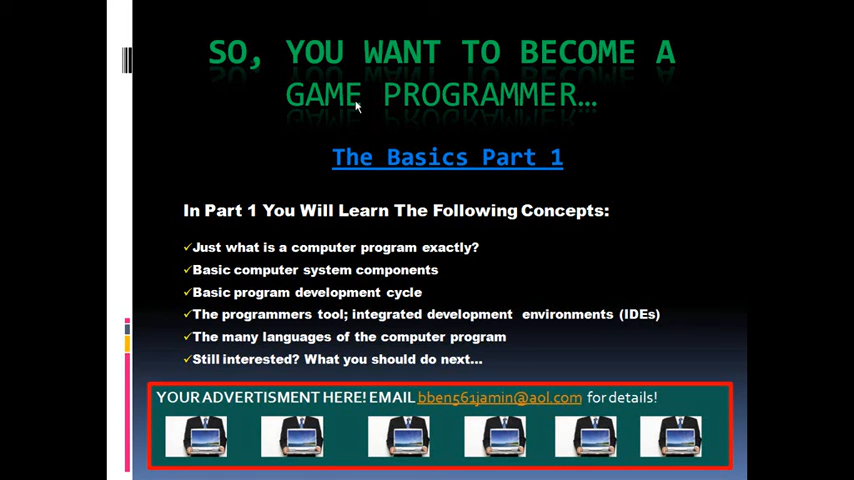 SO, YOU WANT TO BECOME A
GAME PROGRAMMER…
The Basics Part 1
In Part 1 You Will Learn The Following Concepts:
✓Just what is a computer program exactly?
✓Basic computer system components
✓Basic program development cycle
✓The programmers tool; integrated development environments (IDEs)
✓The many languages of the computer program
✓Still interested? What you should do next…
YOUR ADVERTISMENT HERE! EMAIL bben561jamin@aol.com for details!